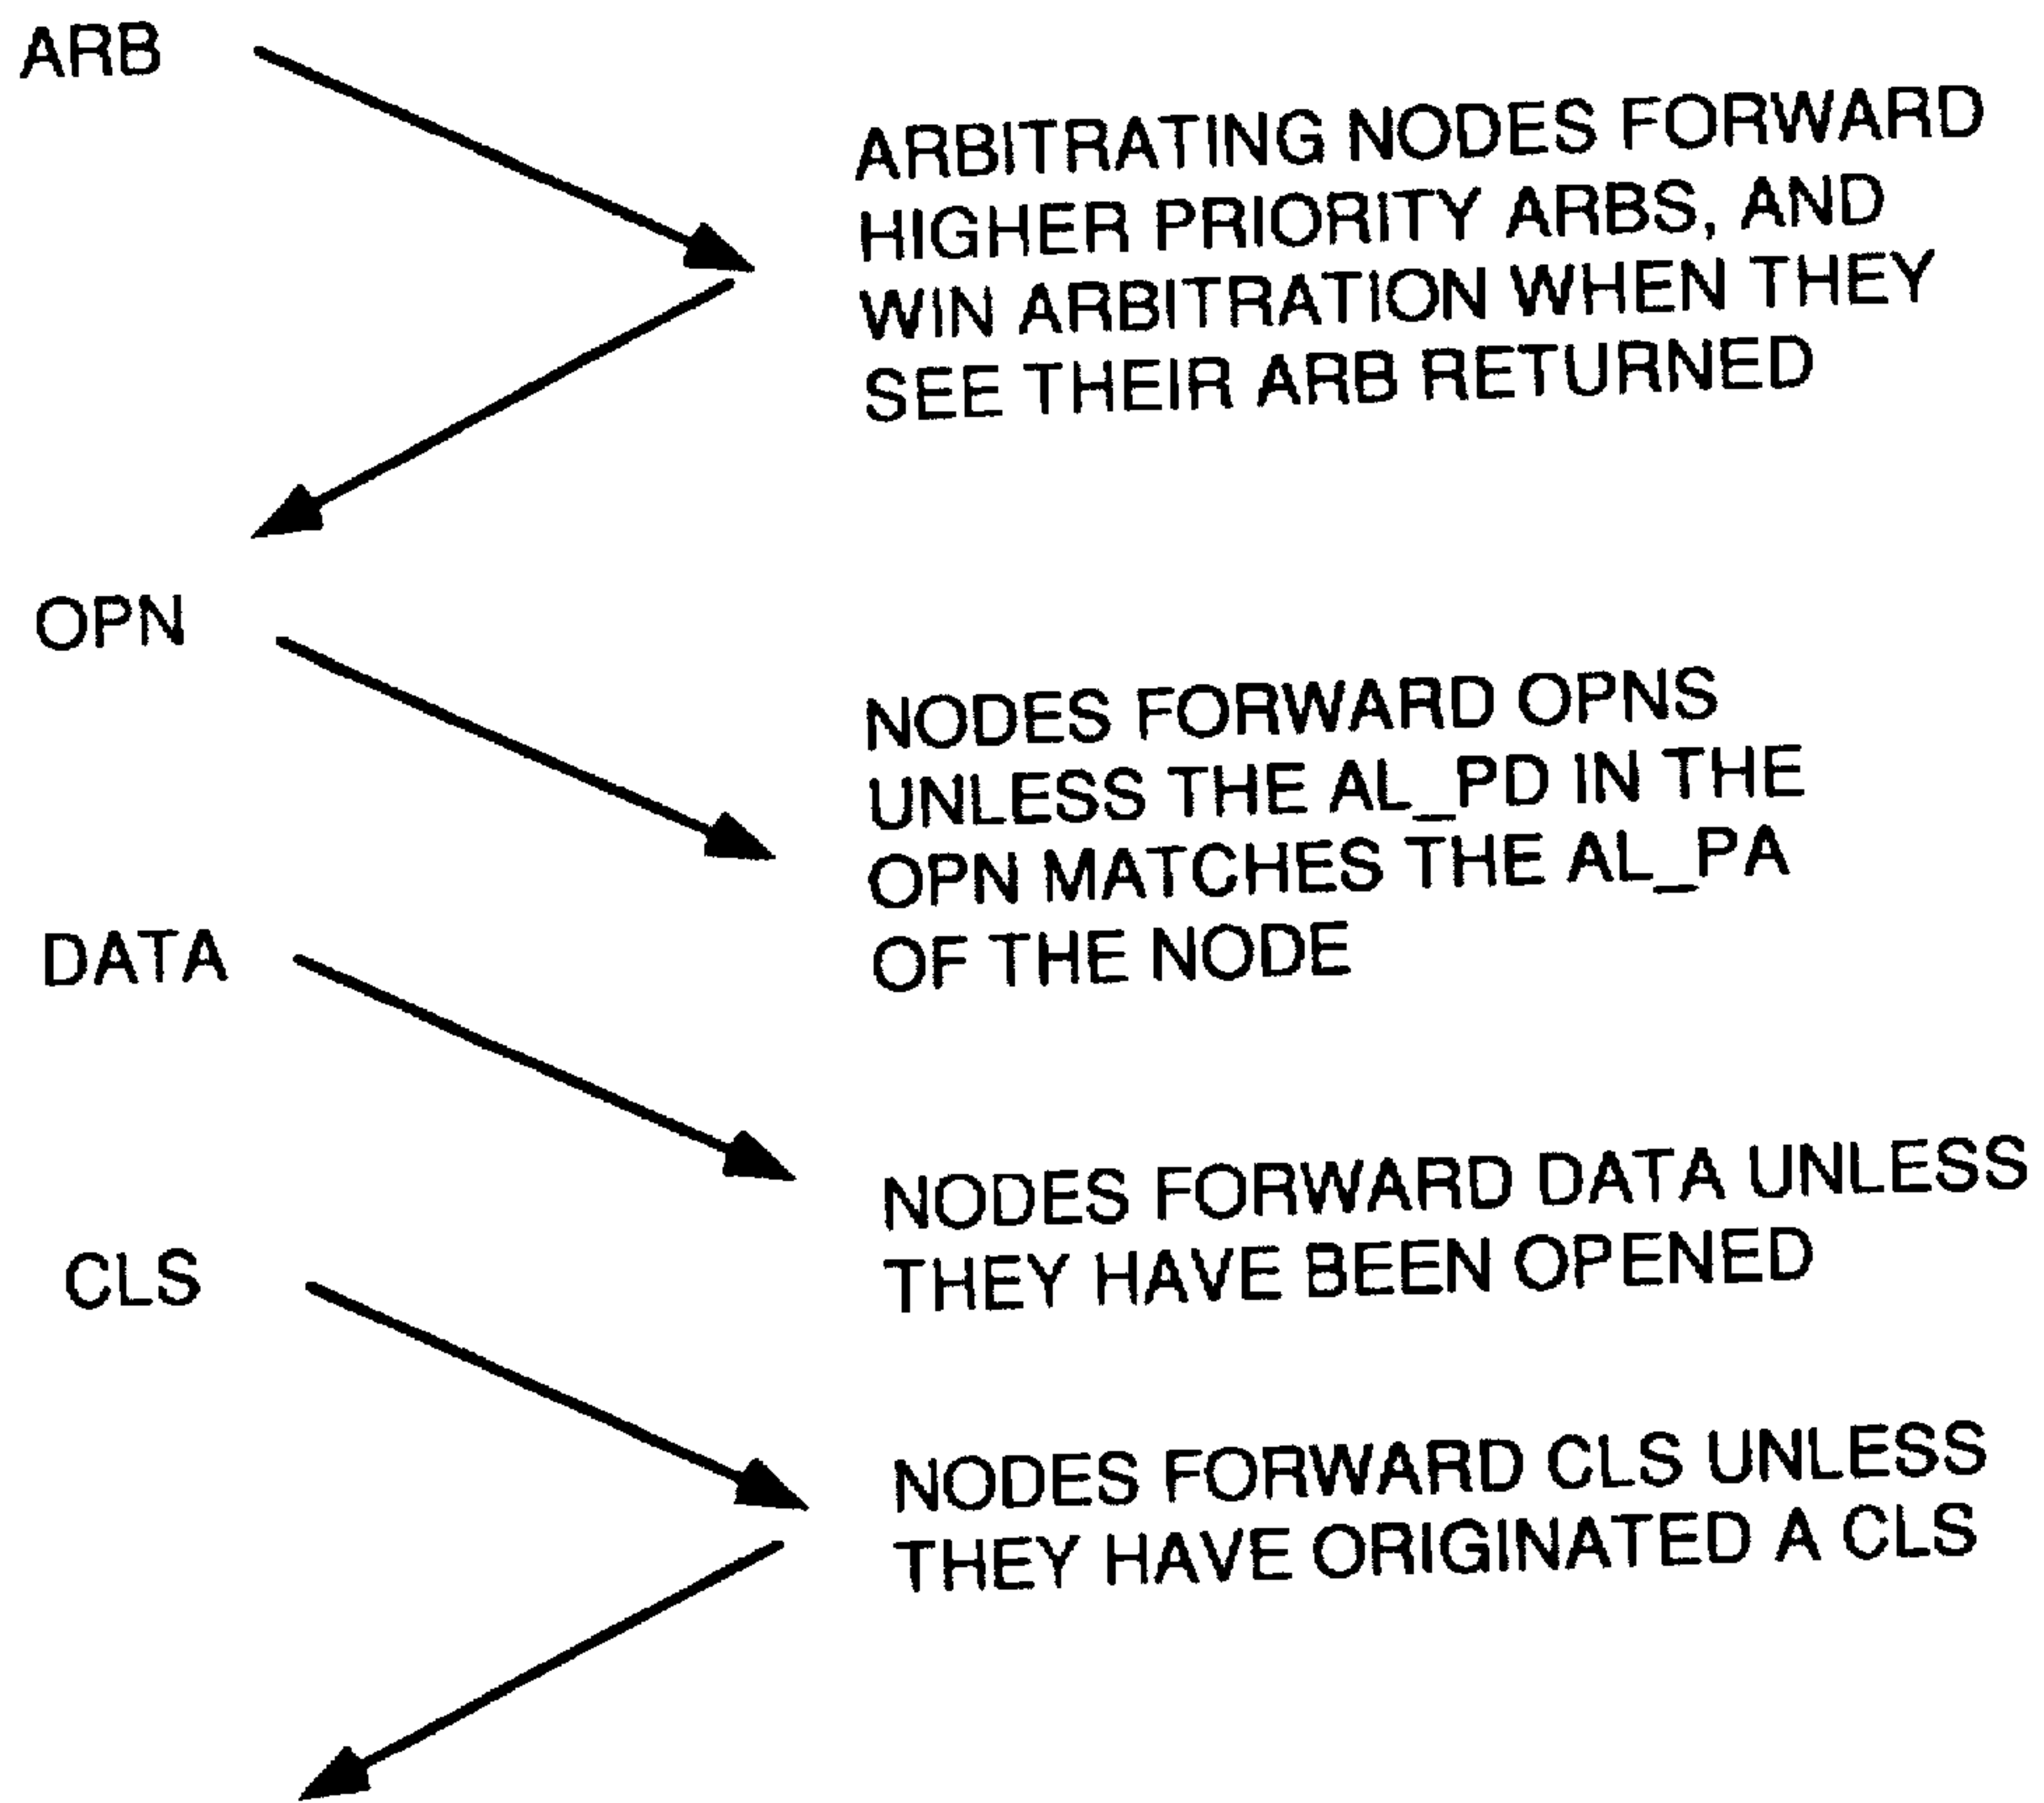 ARB
ARBITRATING NODES FORWARD
HIGHER PRIORITY ARBS, AND
WIN ARBITRATION WHEN THEY
SEE THEIR ARB RETURNED
OPN
NODES FORWARD OPNS
UNLESS THE AL_PD IN THE
OPN MATCHES THE AL_PA
OF THE NODE
DATA
NODES FORWARD DATA UNLESS
THEY HAVE BEEN OPENED
CLS
NODES FORWARD CLS UNLESS
THEY HAVE ORIGINATED A CLS